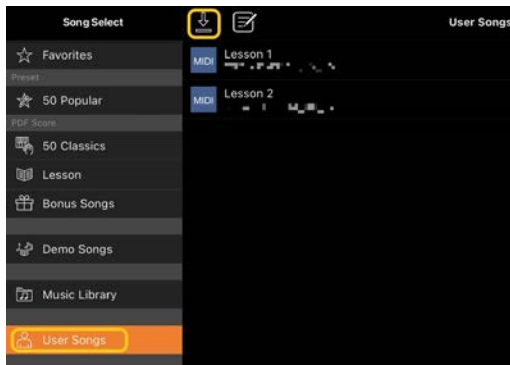 Song Select
User Songs
Favorites
Preset
50 Popular
PDF Score
50 Classics
Lesson
Bonus Songs
Demo Songs
Music Library
User Songs
MIDI
Lesson 1
MIDI
Lesson 2